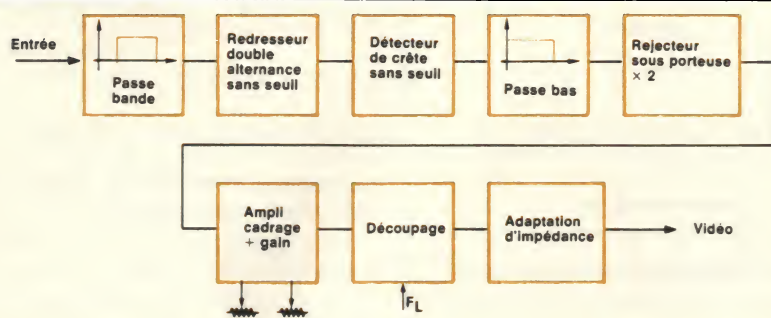 Entrée
Passe
bande
Redresseur
double
alternance
sans seuil
Détecteur
de crête
sans seuil
Passe bas
Rejecteur
sous porteuse
× 2
Ampli
cadrage
+ gain
Découpage
FL
Adaptation
d'impédance
Vidéo